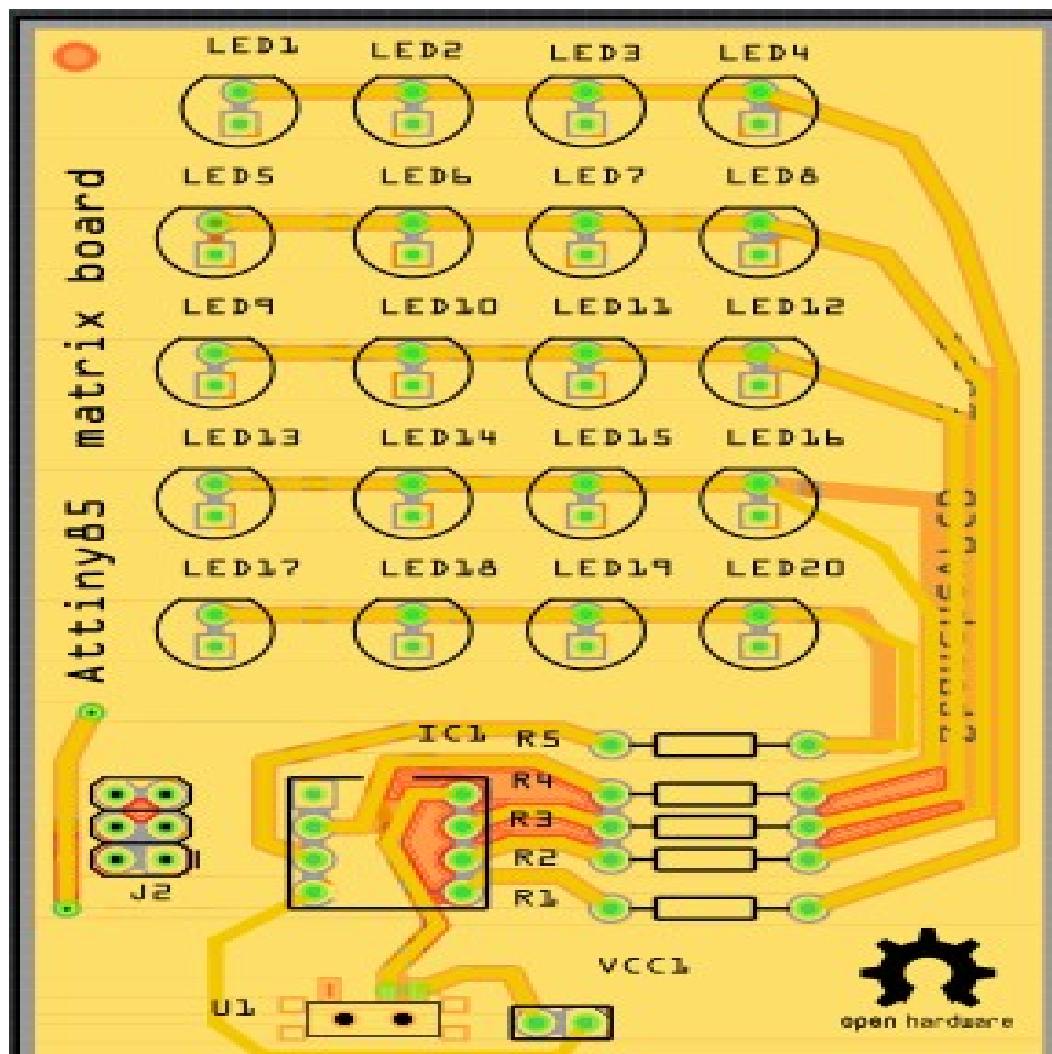 LED1 LED2 LED3 LED4
LED5 LED6 LED7 LED8
LED9 LED10 LED11 LED12
LED13 LED14 LED15 LED16
LED17 LED18 LED19 LED20
Attiny85 matrix board
IC1 R5
R4
R3
R2
R1
J2
VCC1
U1
open hardware